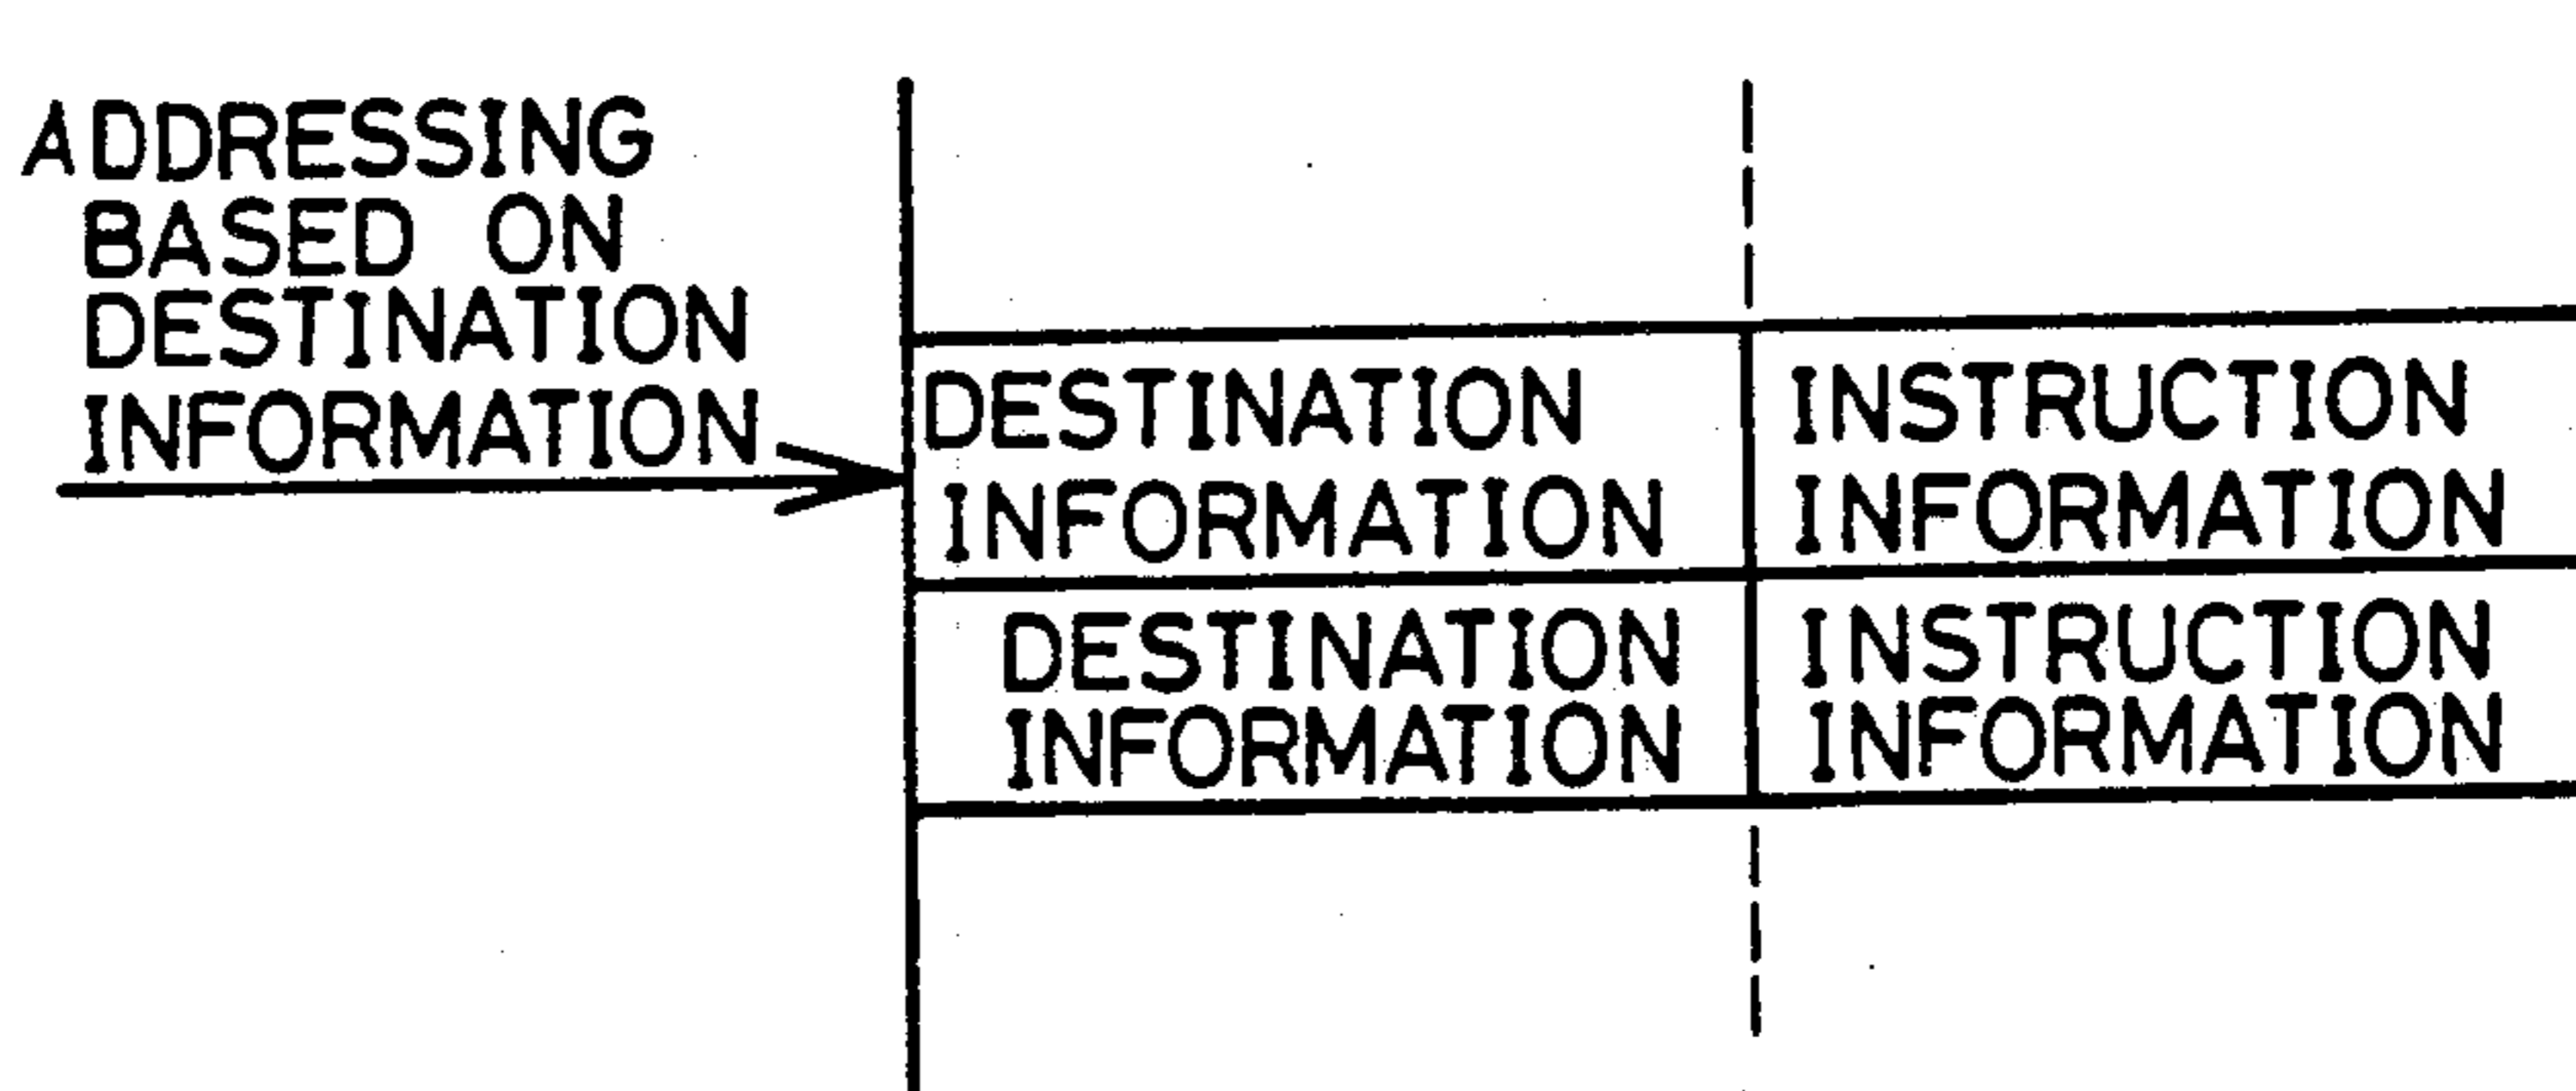 ADDRESSING
BASED ON
DESTINATION
INFORMATION
DESTINATION
INFORMATION
INSTRUCTION
INFORMATION
DESTINATION
INFORMATION
INSTRUCTION
INFORMATION